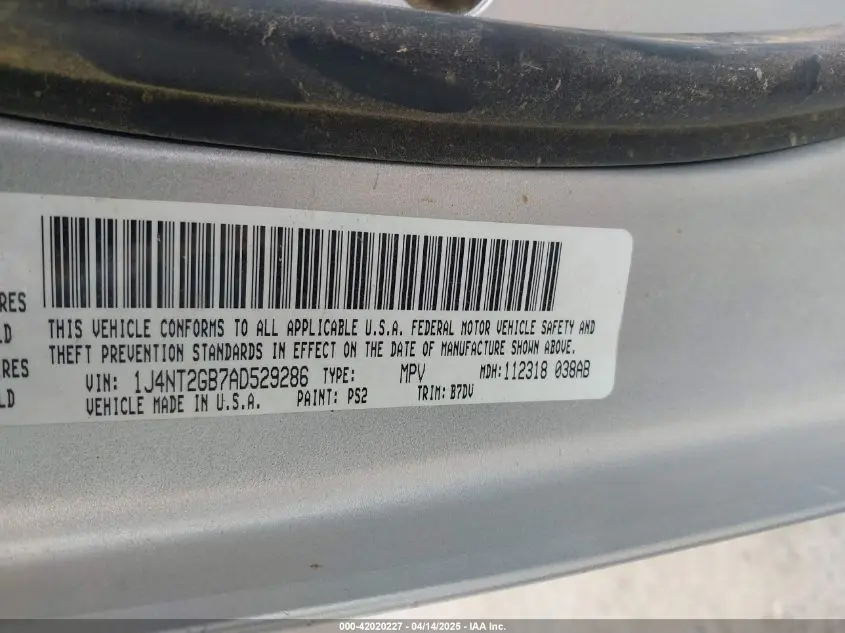 RES
LD
RES
LD
THIS VEHICLE CONFORMS TO ALL APPLICABLE U.S.A. FEDERAL MOTOR VEHICLE SAFETY AND
THEFT PREVENTION STANDARDS IN EFFECT ON THE DATE OF MANUFACTURE SHOWN ABOVE.
VIN: 1J4NT2GB7AD529286 TYPE: MPV MDH:112318 038AB
VEHICLE MADE IN U.S.A. PAINT: PS2 TRIM: B7DV
000-42020227 - 04/14/2025 - IAA Inc.